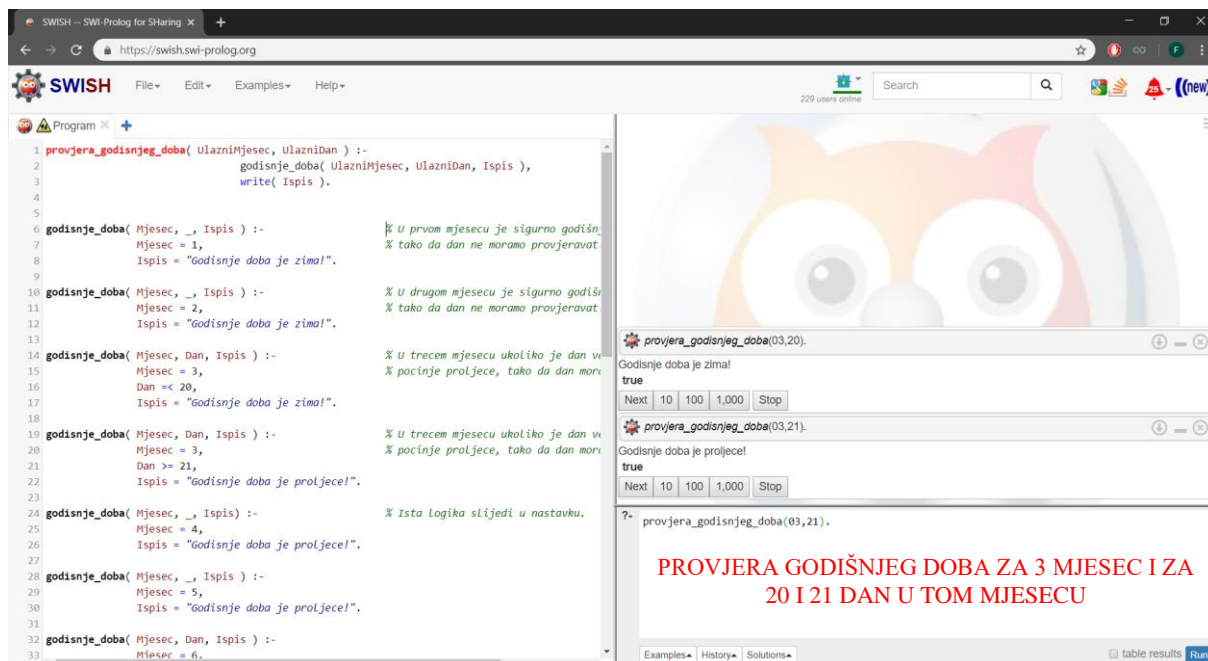 SWISH -- SWI-Prolog for SHaring
https://swish.swi-prolog.org
SWISH File Edit Examples Help
229 users online
Search
25
((new)
Program
1 provjera_godisnjeg_doba( UlazniMjesec, UlazniDan ) :-
2 godisnje_doba( UlazniMjesec, UlazniDan, Ispis ),
3 write( Ispis ).
4
5
6 godisnje_doba( Mjesec, _, Ispis ) :- % U prvom mjesecu je sigurno godišnj
7 Mjesec = 1, % tako da dan ne moramo provjeravat
8 Ispis = "Godisnje doba je zima!".
9
10 godisnje_doba( Mjesec, _, Ispis ) :- % U drugom mjesecu je sigurno godišn
11 Mjesec = 2, % tako da dan ne moramo provjeravat
12 Ispis = "Godisnje doba je zima!".
13
14 godisnje_doba( Mjesec, Dan, Ispis ) :- % U trecem mjesecu ukoliko je dan ve
15 Mjesec = 3, % pocinje proljece, tako da dan mora
16 Dan =< 20,
17 Ispis = "Godisnje doba je zima!".
18
19 godisnje_doba( Mjesec, Dan, Ispis ) :- % U trecem mjesecu ukoliko je dan ve
20 Mjesec = 3, % pocinje proljece, tako da dan mora
21 Dan >= 21,
22 Ispis = "Godisnje doba je proljece!".
23
24 godisnje_doba( Mjesec, _, Ispis) :- % Ista logika slijedi u nastavku.
25 Mjesec = 4,
26 Ispis = "Godisnje doba je proljece!".
27
28 godisnje_doba( Mjesec, _, Ispis ) :-
29 Mjesec = 5,
30 Ispis = "Godisnje doba je proljece!".
31
32 godisnje_doba( Mjesec, Dan, Ispis ) :-
33 Mjesec = 6,
provjera_godisnjeg_doba(03,20).
Godisnje doba je zima!
true
Next 10 100 1,000 Stop
provjera_godisnjeg_doba(03,21).
Godisnje doba je proljece!
true
Next 10 100 1,000 Stop
?- provjera_godisnjeg_doba(03,21).
PROVJERA GODIŠNJEG DOBA ZA 3 MJESEC I ZA
20 I 21 DAN U TOM MJESECU
Examples History Solutions table results Run